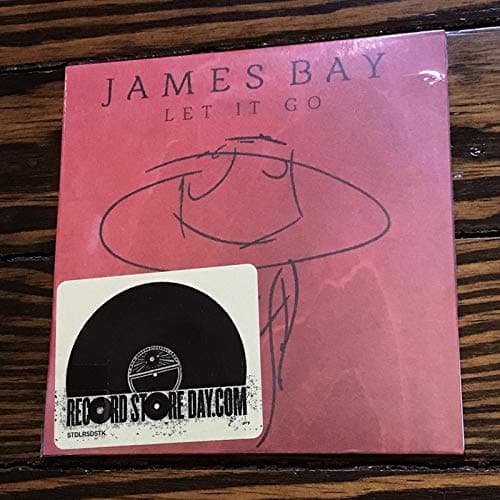 JAMES BAY
LET IT GO
RECORD STORE DAY.COM
STDLRSDSTK